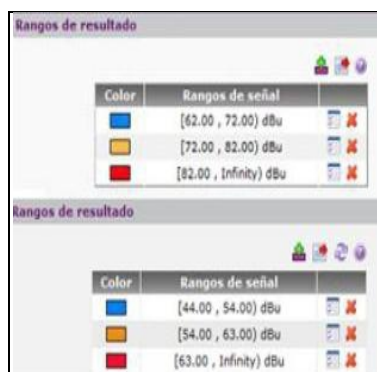 Rangos de resultado
Color Rangos de señal
[62.00 , 72.00) dBu
[72.00 , 82.00) dBu
[82.00 , Infinity) dBu
Rangos de resultado
Color Rangos de señal
[44.00 , 54.00) dBu
[54.00 , 63.00) dBu
[63.00 , Infinity) dBu